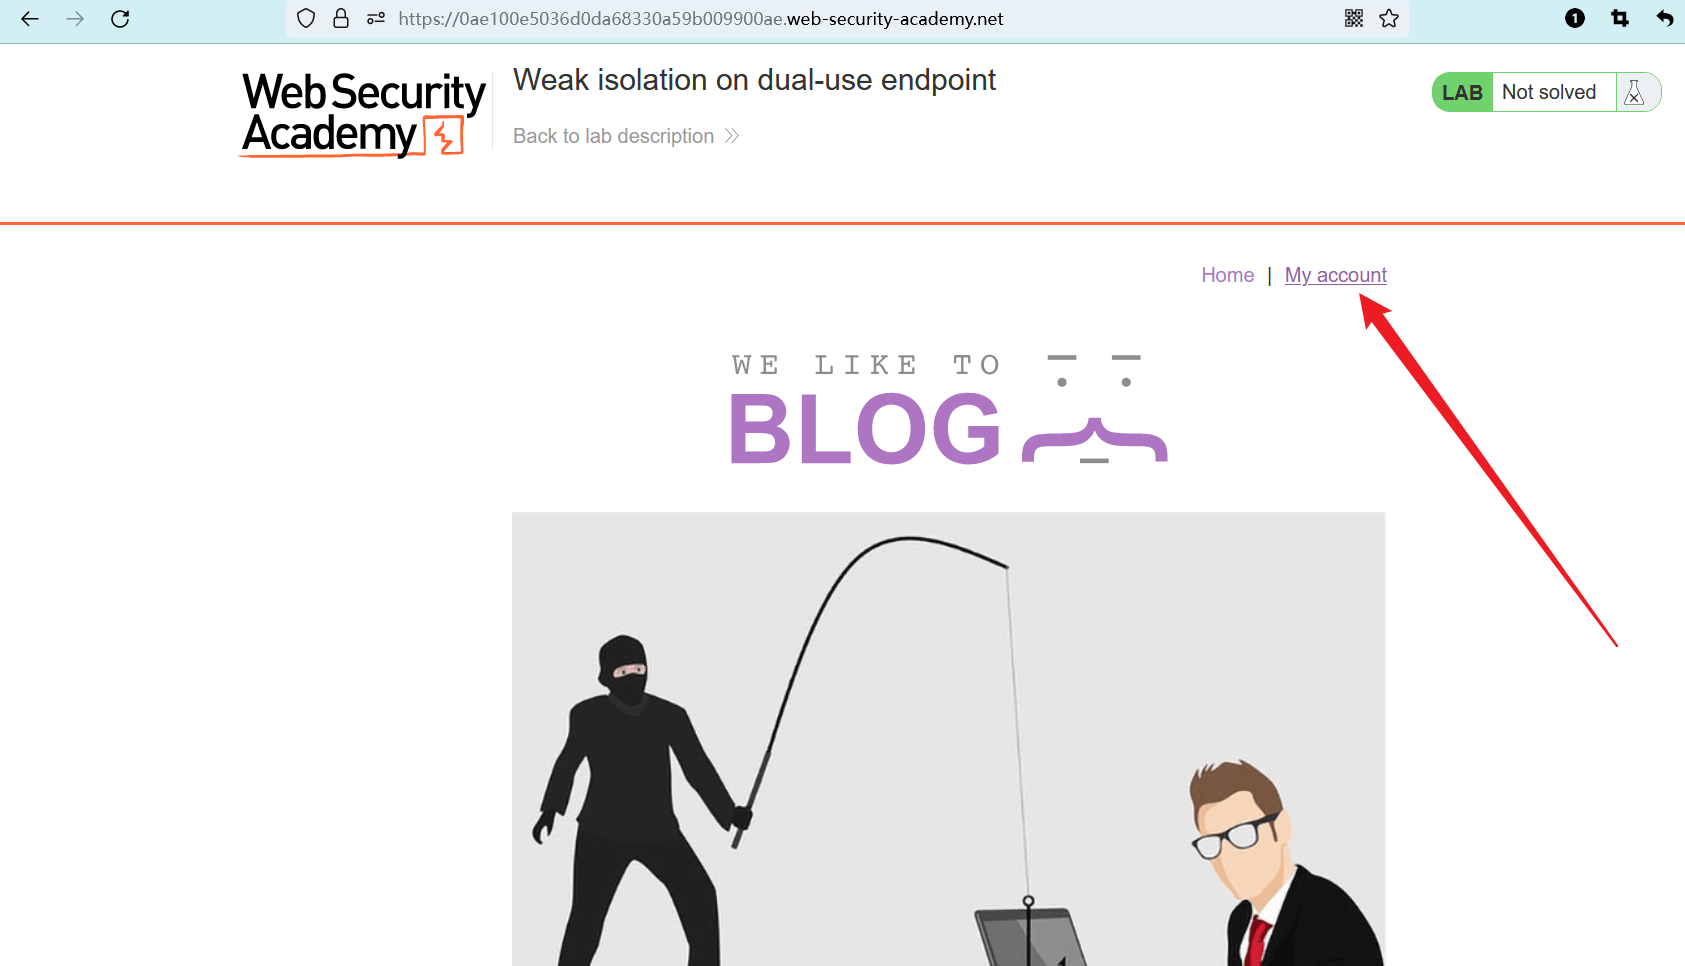 https://0ae100e5036d0da68330a59b009900ae.web-security-academy.net
1
Web Security
Academy
Weak isolation on dual-use endpoint
Back to lab description
LAB Not solved
Home | My account
WE LIKE TO
BLOG